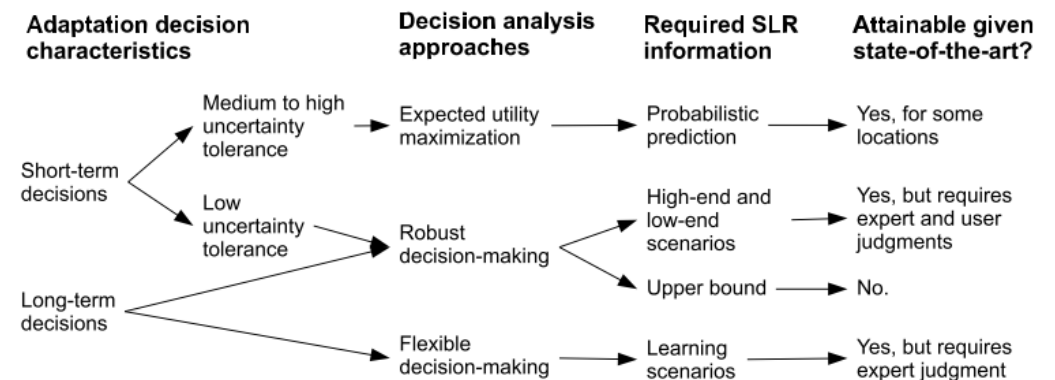 Adaptation decision
characteristics
Decision analysis
approaches
Required SLR
information
Attainable given
state-of-the-art?
Short-term
decisions
Medium to high
uncertainty
tolerance
Expected utility
maximization
Probabilistic
prediction
Yes, for some
locations
Low
uncertainty
tolerance
Robust
decision-making
High-end and
low-end
scenarios
Yes, but requires
expert and user
judgments
Upper bound
No.
Long-term
decisions
Flexible
decision-making
Learning
scenarios
Yes, but requires
expert judgment